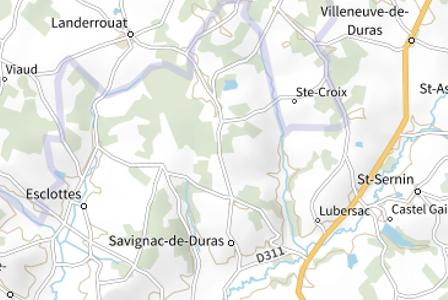 Villeneuve-de-
Duras
Landerrouat
Viaud
Ste-Croix
St-As
St-Sernin
Esclottes
Lubersac
Castel Gai
Savignac-de-Duras
D311
e-